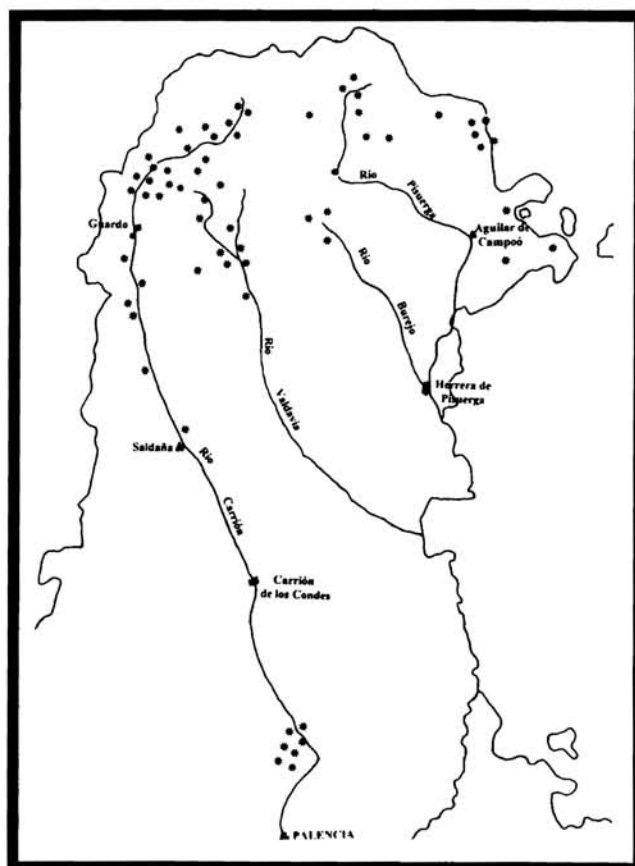 Río
Pisuerga
Guardo
Aguilar de
Campoó
Río
Burejo
Río
Valdavia
Herrera de
Pisuerga
Saldaña
Río
Carrión
Carrión
de los Condes
PALENCIA